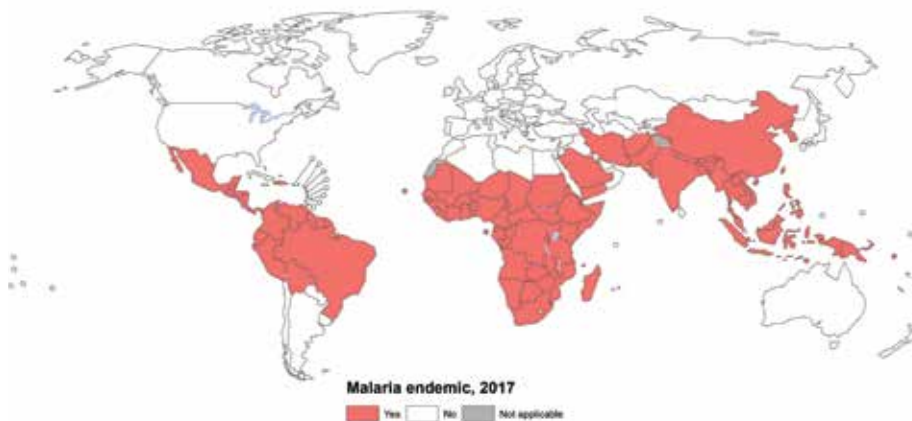 Malaria endemic, 2017
Yes No Not applicable